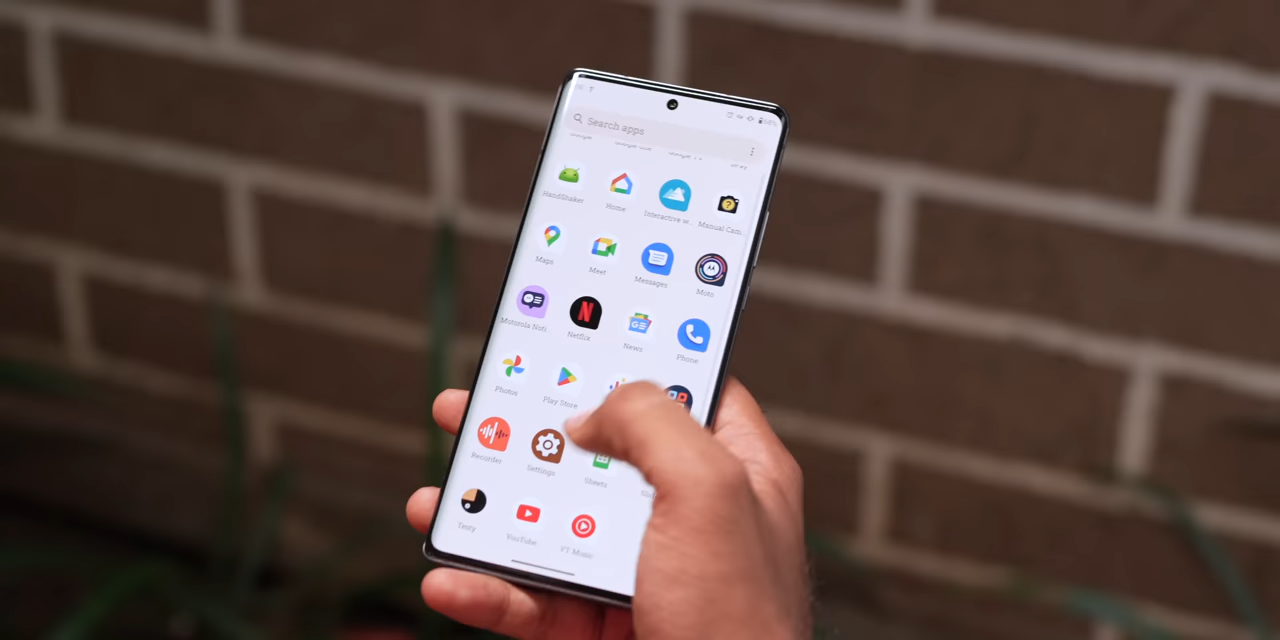 Search apps
HandShaker
Home
Interactive w..
Manual Cam..
Maps
Meet
Messages
Moto
Motorola Noti..
Netflix
News
Phone
Photos
Play Store
Recorder
Settings
Sheets
Testy
YouTube
YT Music